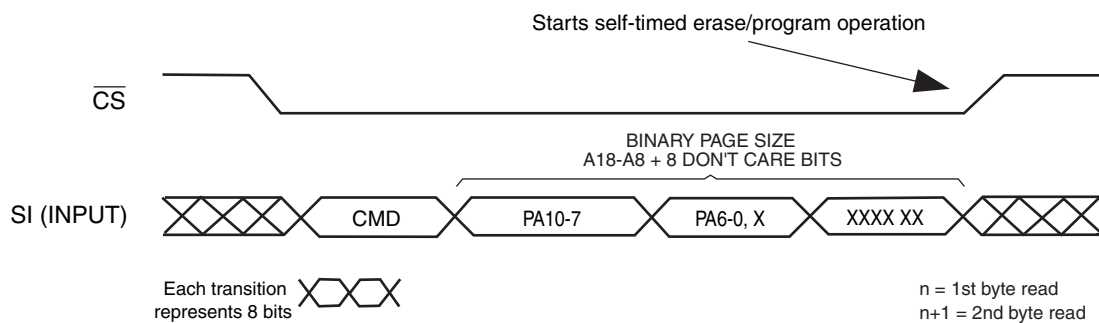 Starts self-timed erase/program operation
CS
BINARY PAGE SIZE
A18-A8 + 8 DON'T CARE BITS
SI (INPUT)
CMD
PA10-7
PA6-0, X
XXXX XX
Each transition
represents 8 bits
n = 1st byte read
n+1 = 2nd byte read